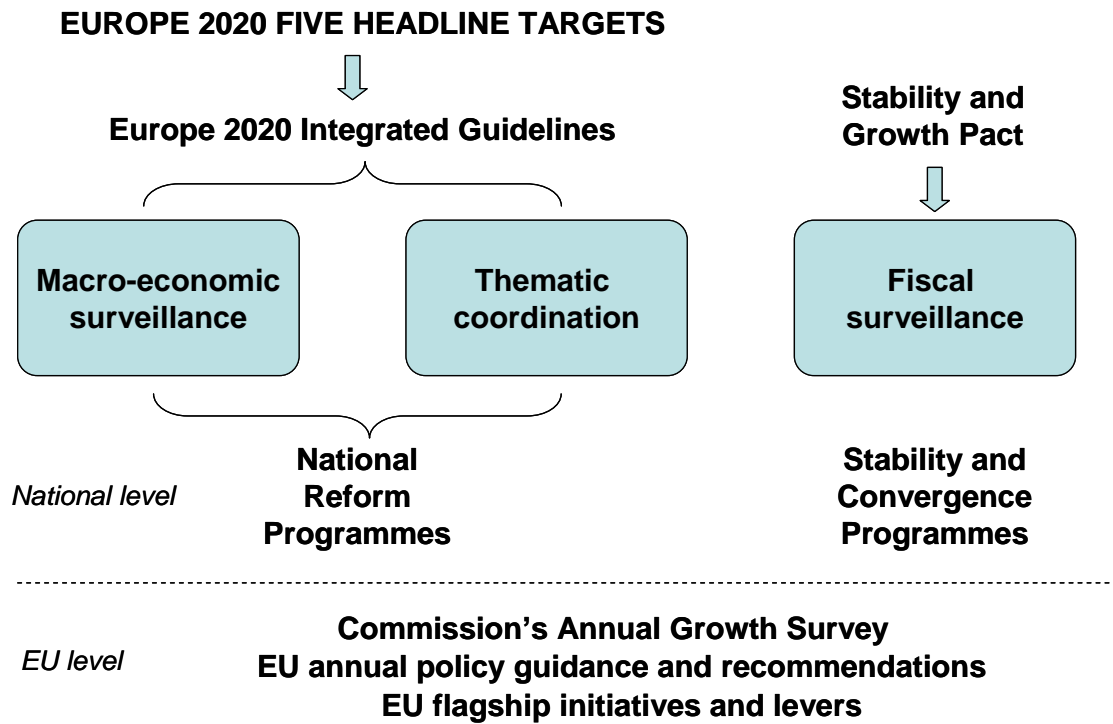 EUROPE 2020 FIVE HEADLINE TARGETS
Europe 2020 Integrated Guidelines
Stability and
Growth Pact
Macro-economic
surveillance
Thematic
coordination
Fiscal
surveillance
National level
National
Reform
Programmes
Stability and
Convergence
Programmes
EU level
Commission’s Annual Growth Survey
EU annual policy guidance and recommendations
EU flagship initiatives and levers